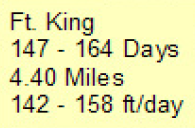 Ft. King
147 - 164 Days
4.40 Miles
142 - 158 ft/day